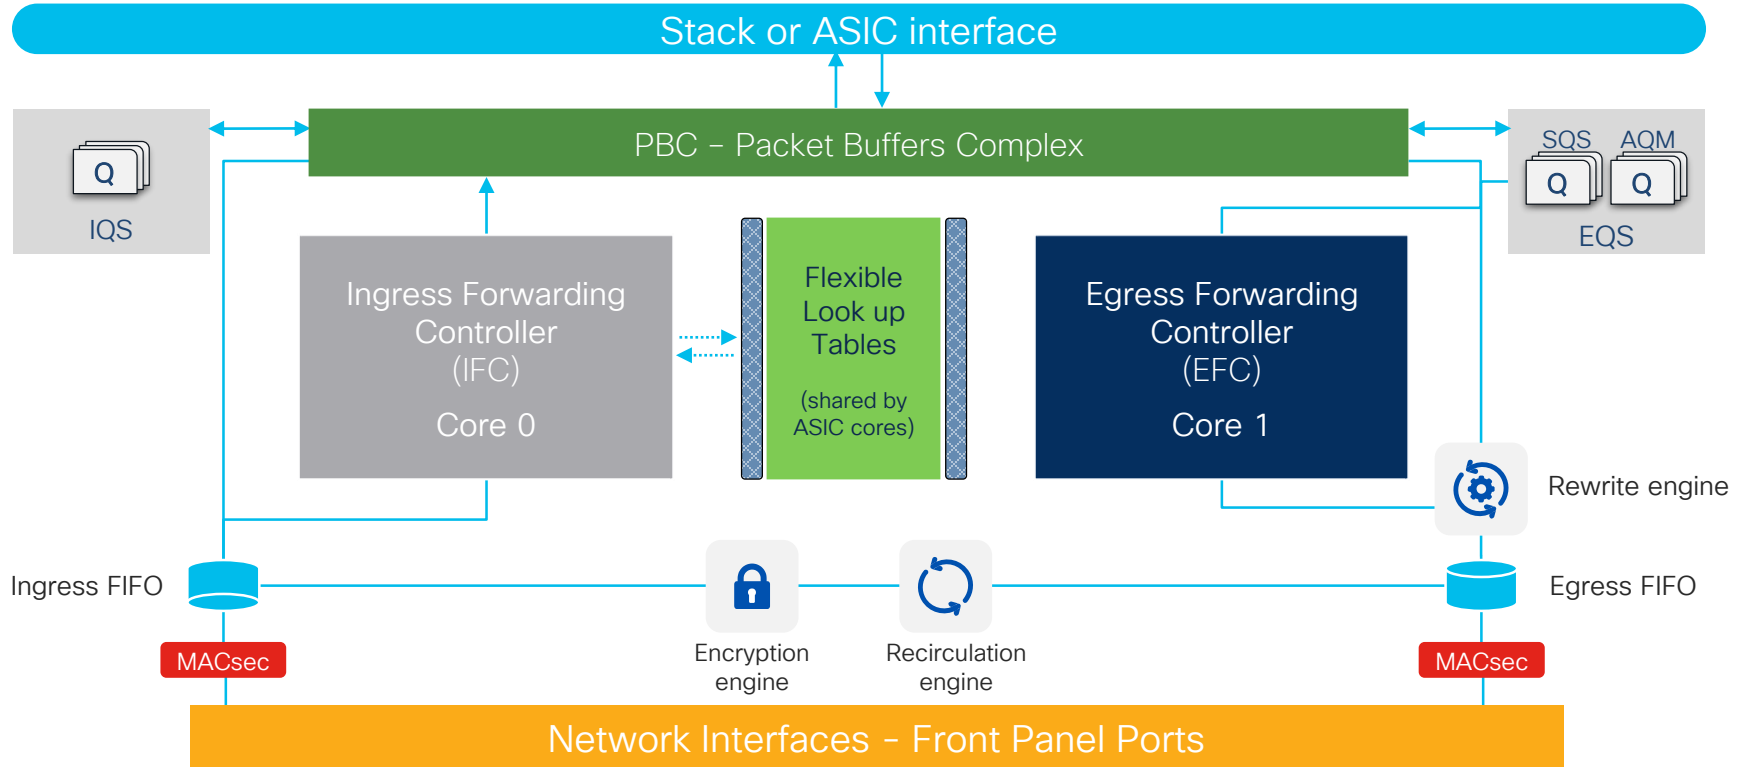 Stack or ASIC interface
PBC – Packet Buffers Complex
Q
IQS
SQS AQM
Q Q
EQS
Ingress Forwarding
Controller
(IFC)
Core 0
Flexible
Look up
Tables
(shared by
ASIC cores)
Egress Forwarding
Controller
(EFC)
Core 1
Rewrite engine
Ingress FIFO
Egress FIFO
Encryption
engine
Recirculation
engine
MACsec
MACsec
Network Interfaces - Front Panel Ports